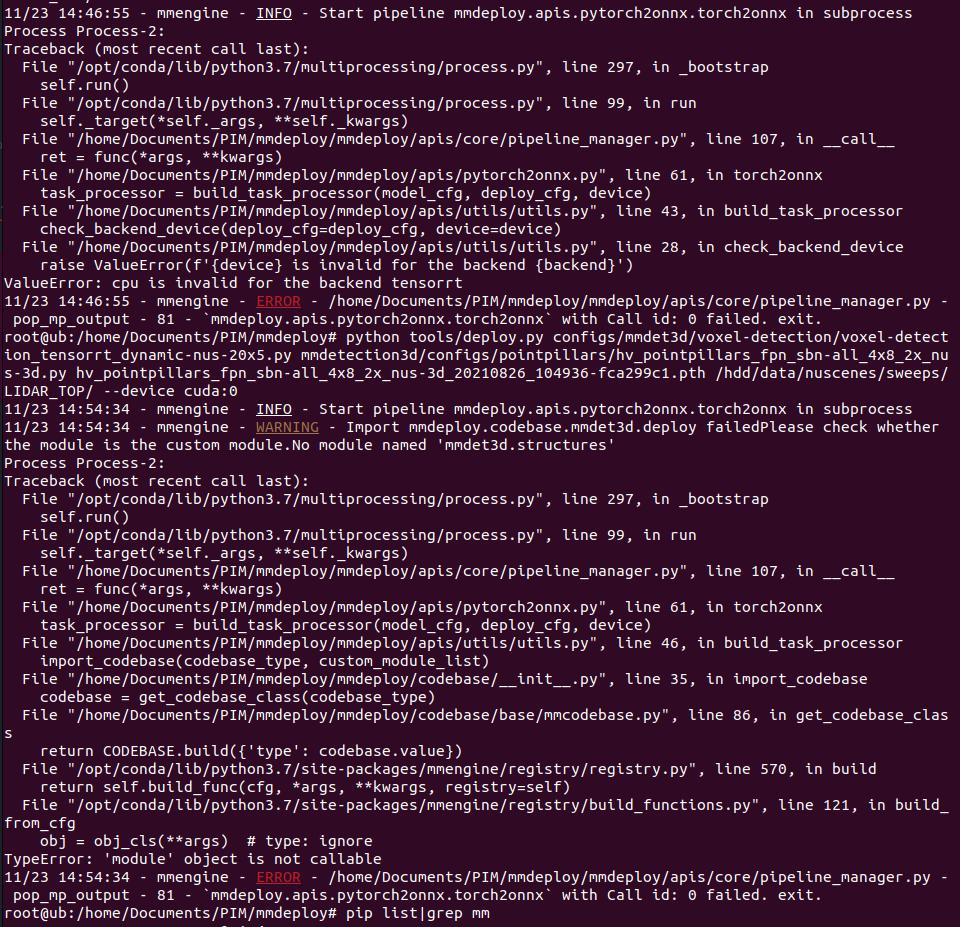 11/23 14:46:55 - mmengine - INFO - Start pipeline mmdeploy.apis.pytorch2onnx.torch2onnx in subprocess
Process Process-2:
Traceback (most recent call last):
  File "/opt/conda/lib/python3.7/multiprocessing/process.py", line 297, in _bootstrap
    self.run()
  File "/opt/conda/lib/python3.7/multiprocessing/process.py", line 99, in run
    self._target(*self._args, **self._kwargs)
  File "/home/Documents/PIM/mmdeploy/mmdeploy/apis/core/pipeline_manager.py", line 107, in __call__
    ret = func(*args, **kwargs)
  File "/home/Documents/PIM/mmdeploy/mmdeploy/apis/pytorch2onnx.py", line 61, in torch2onnx
    task_processor = build_task_processor(model_cfg, deploy_cfg, device)
  File "/home/Documents/PIM/mmdeploy/mmdeploy/apis/utils/utils.py", line 43, in build_task_processor
    check_backend_device(deploy_cfg=deploy_cfg, device=device)
  File "/home/Documents/PIM/mmdeploy/mmdeploy/apis/utils/utils.py", line 28, in check_backend_device
    raise ValueError(f'{device} is invalid for the backend {backend}')
ValueError: cpu is invalid for the backend tensorrt
11/23 14:46:55 - mmengine - ERROR - /home/Documents/PIM/mmdeploy/mmdeploy/apis/core/pipeline_manager.py -
 pop_mp_output - 81 - `mmdeploy.apis.pytorch2onnx.torch2onnx` with Call id: 0 failed. exit.
root@ub:/home/Documents/PIM/mmdeploy# python tools/deploy.py configs/mmdet3d/voxel-detection/voxel-detect
ion_tensorrt_dynamic-nus-20x5.py mmdetection3d/configs/pointpillars/hv_pointpillars_fpn_sbn-all_4x8_2x_nu
s-3d.py hv_pointpillars_fpn_sbn-all_4x8_2x_nus-3d_20210826_104936-fca299c1.pth /hdd/data/nuscenes/sweeps/
LIDAR_TOP/ --device cuda:0
11/23 14:54:34 - mmengine - INFO - Start pipeline mmdeploy.apis.pytorch2onnx.torch2onnx in subprocess
11/23 14:54:34 - mmengine - WARNING - Import mmdeploy.codebase.mmdet3d.deploy failedPlease check whether
the module is the custom module.No module named 'mmdet3d.structures'
Process Process-2:
Traceback (most recent call last):
  File "/opt/conda/lib/python3.7/multiprocessing/process.py", line 297, in _bootstrap
    self.run()
  File "/opt/conda/lib/python3.7/multiprocessing/process.py", line 99, in run
    self._target(*self._args, **self._kwargs)
  File "/home/Documents/PIM/mmdeploy/mmdeploy/apis/core/pipeline_manager.py", line 107, in __call__
    ret = func(*args, **kwargs)
  File "/home/Documents/PIM/mmdeploy/mmdeploy/apis/pytorch2onnx.py", line 61, in torch2onnx
    task_processor = build_task_processor(model_cfg, deploy_cfg, device)
  File "/home/Documents/PIM/mmdeploy/mmdeploy/apis/utils/utils.py", line 46, in build_task_processor
    import_codebase(codebase_type, custom_module_list)
  File "/home/Documents/PIM/mmdeploy/mmdeploy/codebase/__init__.py", line 35, in import_codebase
    codebase = get_codebase_class(codebase_type)
  File "/home/Documents/PIM/mmdeploy/mmdeploy/codebase/base/mmcodebase.py", line 86, in get_codebase_clas
s
    return CODEBASE.build({'type': codebase.value})
  File "/opt/conda/lib/python3.7/site-packages/mmengine/registry/registry.py", line 570, in build
    return self.build_func(cfg, *args, **kwargs, registry=self)
  File "/opt/conda/lib/python3.7/site-packages/mmengine/registry/build_functions.py", line 121, in build_
from_cfg
    obj = obj_cls(**args)  # type: ignore
TypeError: 'module' object is not callable
11/23 14:54:34 - mmengine - ERROR - /home/Documents/PIM/mmdeploy/mmdeploy/apis/core/pipeline_manager.py -
 pop_mp_output - 81 - `mmdeploy.apis.pytorch2onnx.torch2onnx` with Call id: 0 failed. exit.
root@ub:/home/Documents/PIM/mmdeploy# pip list|grep mm